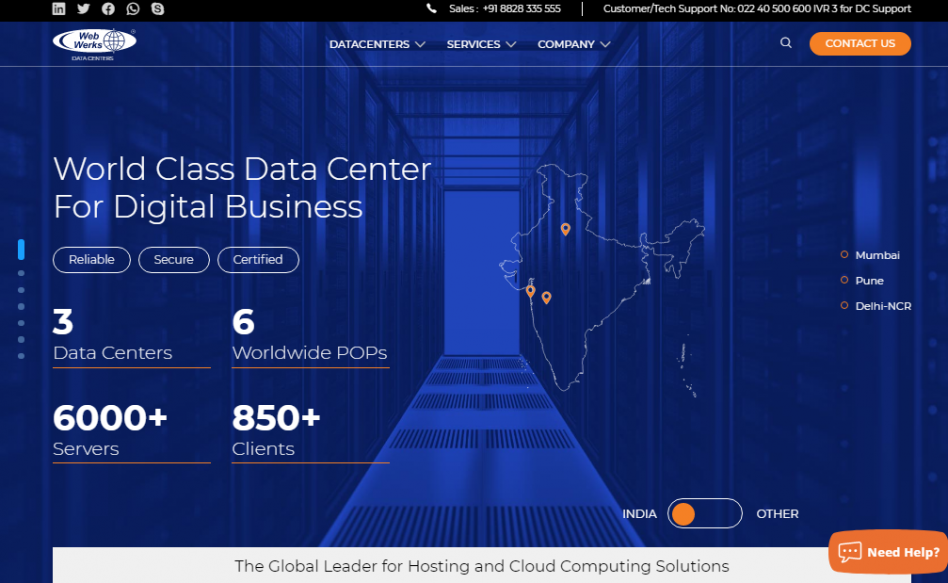 Sales : +91 8828 335 555
Customer/Tech Support No: 022 40 500 600 IVR 3 for DC Support
Web
Werks
DATA CENTERS
DATACENTERS
SERVICES
COMPANY
CONTACT US
World Class Data Center
For Digital Business
Reliable
Secure
Certified
3
Data Centers
6
Worldwide POPs
6000+
Servers
850+
Clients
Mumbai
Pune
Delhi-NCR
INDIA
OTHER
The Global Leader for Hosting and Cloud Computing Solutions
Need Help?